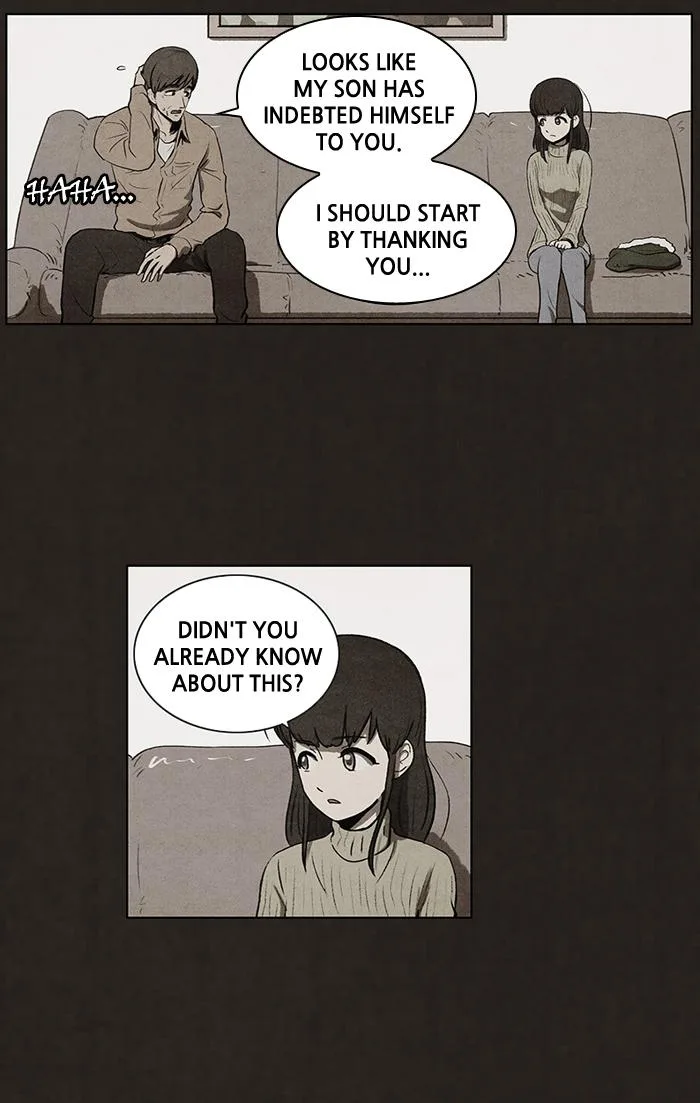 LOOKS LIKE
MY SON HAS
INDEBTED HIMSELF
TO YOU.
HAHA...
I SHOULD START
BY THANKING
YOU...
DIDN'T YOU
ALREADY KNOW
ABOUT THIS?